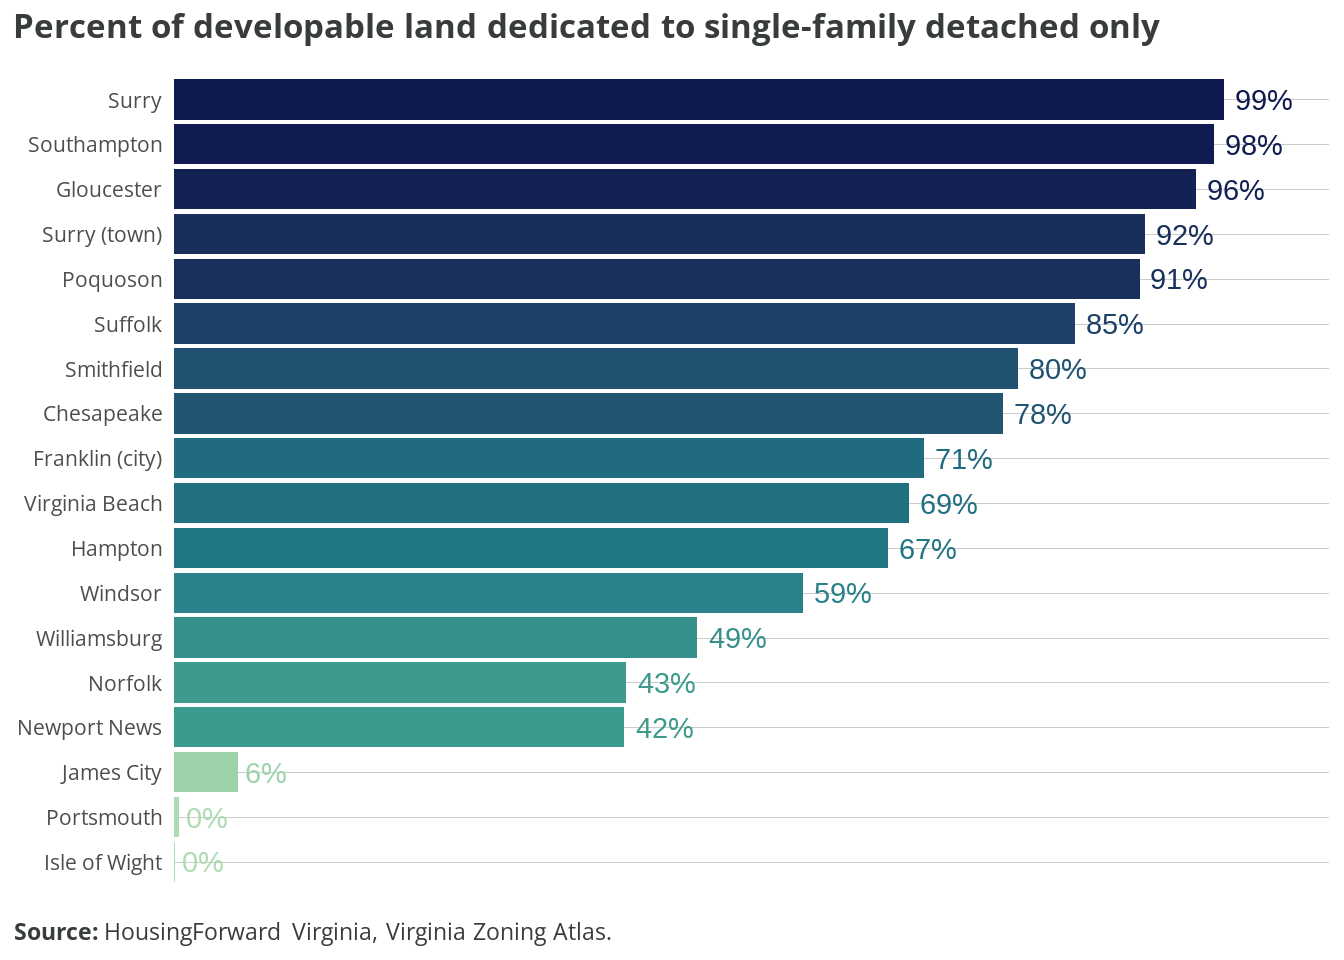 Percent of developable land dedicated to single-family detached only
Surry 99%
Southampton 98%
Gloucester 96%
Surry (town) 92%
Poquoson 91%
Suffolk 85%
Smithfield 80%
Chesapeake 78%
Franklin (city) 71%
Virginia Beach 69%
Hampton 67%
Windsor 59%
Williamsburg 49%
Norfolk 43%
Newport News 42%
James City 6%
Portsmouth 0%
Isle of Wight 0%
Source: HousingForward Virginia, Virginia Zoning Atlas.